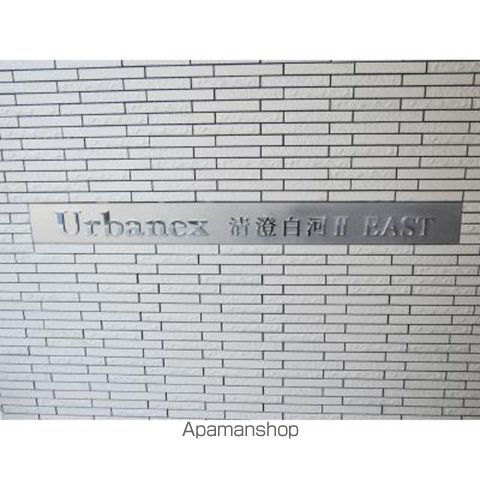 Urbanex 清澄白河II EAST
Apamanshop